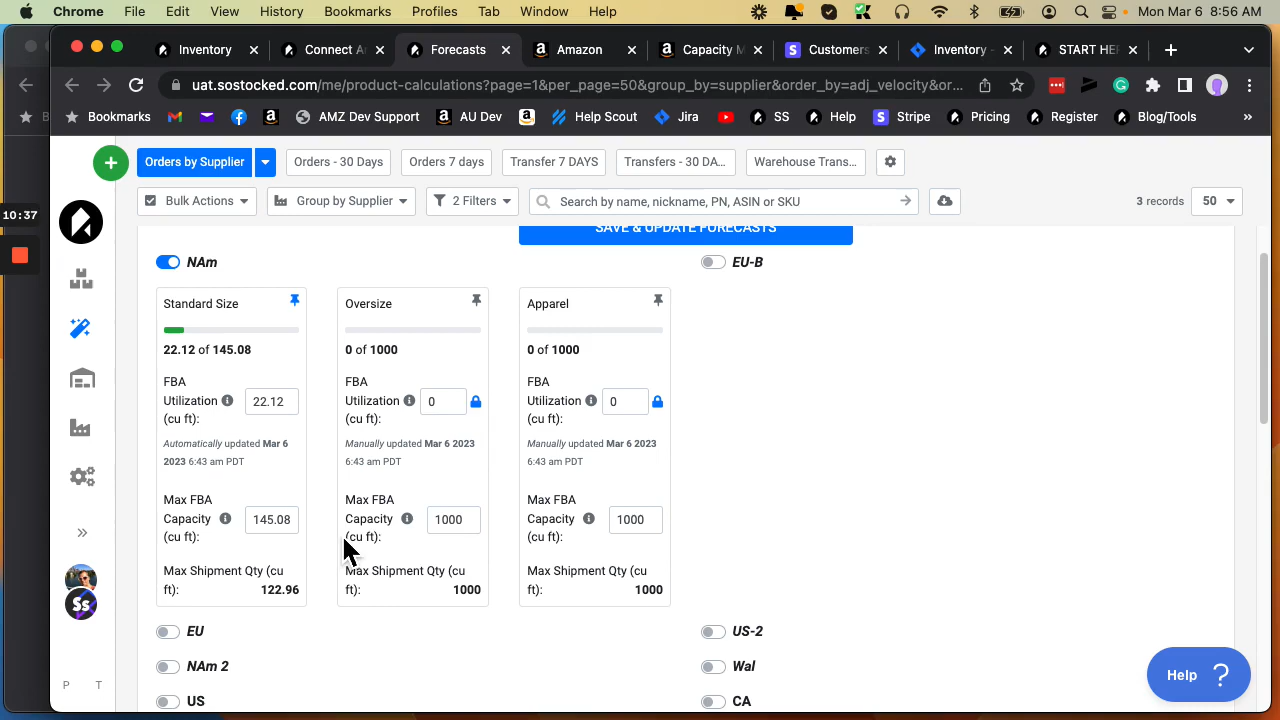 Chrome File Edit View History Bookmarks Profiles Tab Window Help Mon Mar 6 8:56 AM
Inventory Connect A Forecasts Amazon Capacity M Customers Inventory - START HE
uat.sostocked.com/me/product-calculations?page=1&per_page=50&group_by=supplier&order_by=adj_velocity&or...
B Bookmarks AMZ Dev Support AU Dev Help Scout Jira SS Help Stripe Pricing Register Blog/Tools »
Orders by Supplier Orders - 30 Days Orders 7 days Transfer 7 DAYS Transfers - 30 DA... Warehouse Trans...
Bulk Actions Group by Supplier 2 Filters Search by name, nickname, PN, ASIN or SKU 3 records 50
10:37
SAVE & UPDATE FORECASTS
NAm EU-B
Standard Size
22.12 of 145.08
FBA
Utilization
(cu ft):
22.12
Automatically updated Mar 6
2023 6:43 am PDT
Max FBA
Capacity
(cu ft):
145.08
Max Shipment Qty (cu
ft): 122.96
Oversize
0 of 1000
FBA
Utilization
(cu ft):
0
Manually updated Mar 6 2023
6:43 am PDT
Max FBA
Capacity
(cu ft):
1000
Max Shipment Qty (cu
ft): 1000
Apparel
0 of 1000
FBA
Utilization
(cu ft):
0
Manually updated Mar 6 2023
6:43 am PDT
Max FBA
Capacity
(cu ft):
1000
Max Shipment Qty (cu
ft): 1000
EU US-2
NAm 2 Wal
US CA
Ss
P T
Help ?